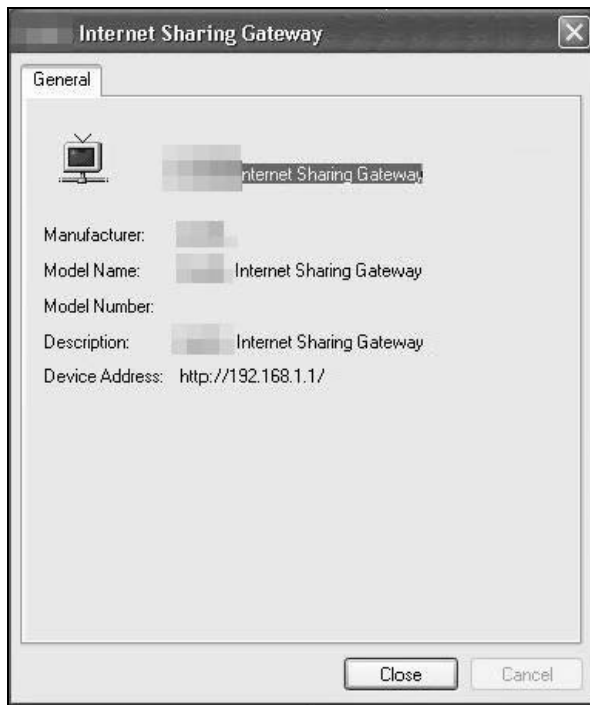 Internet Sharing Gateway
General
nternet Sharing Gateway
Manufacturer:
Model Name: Internet Sharing Gateway
Model Number:
Description: Internet Sharing Gateway
Device Address: http://192.168.1.1/
Close Cancel